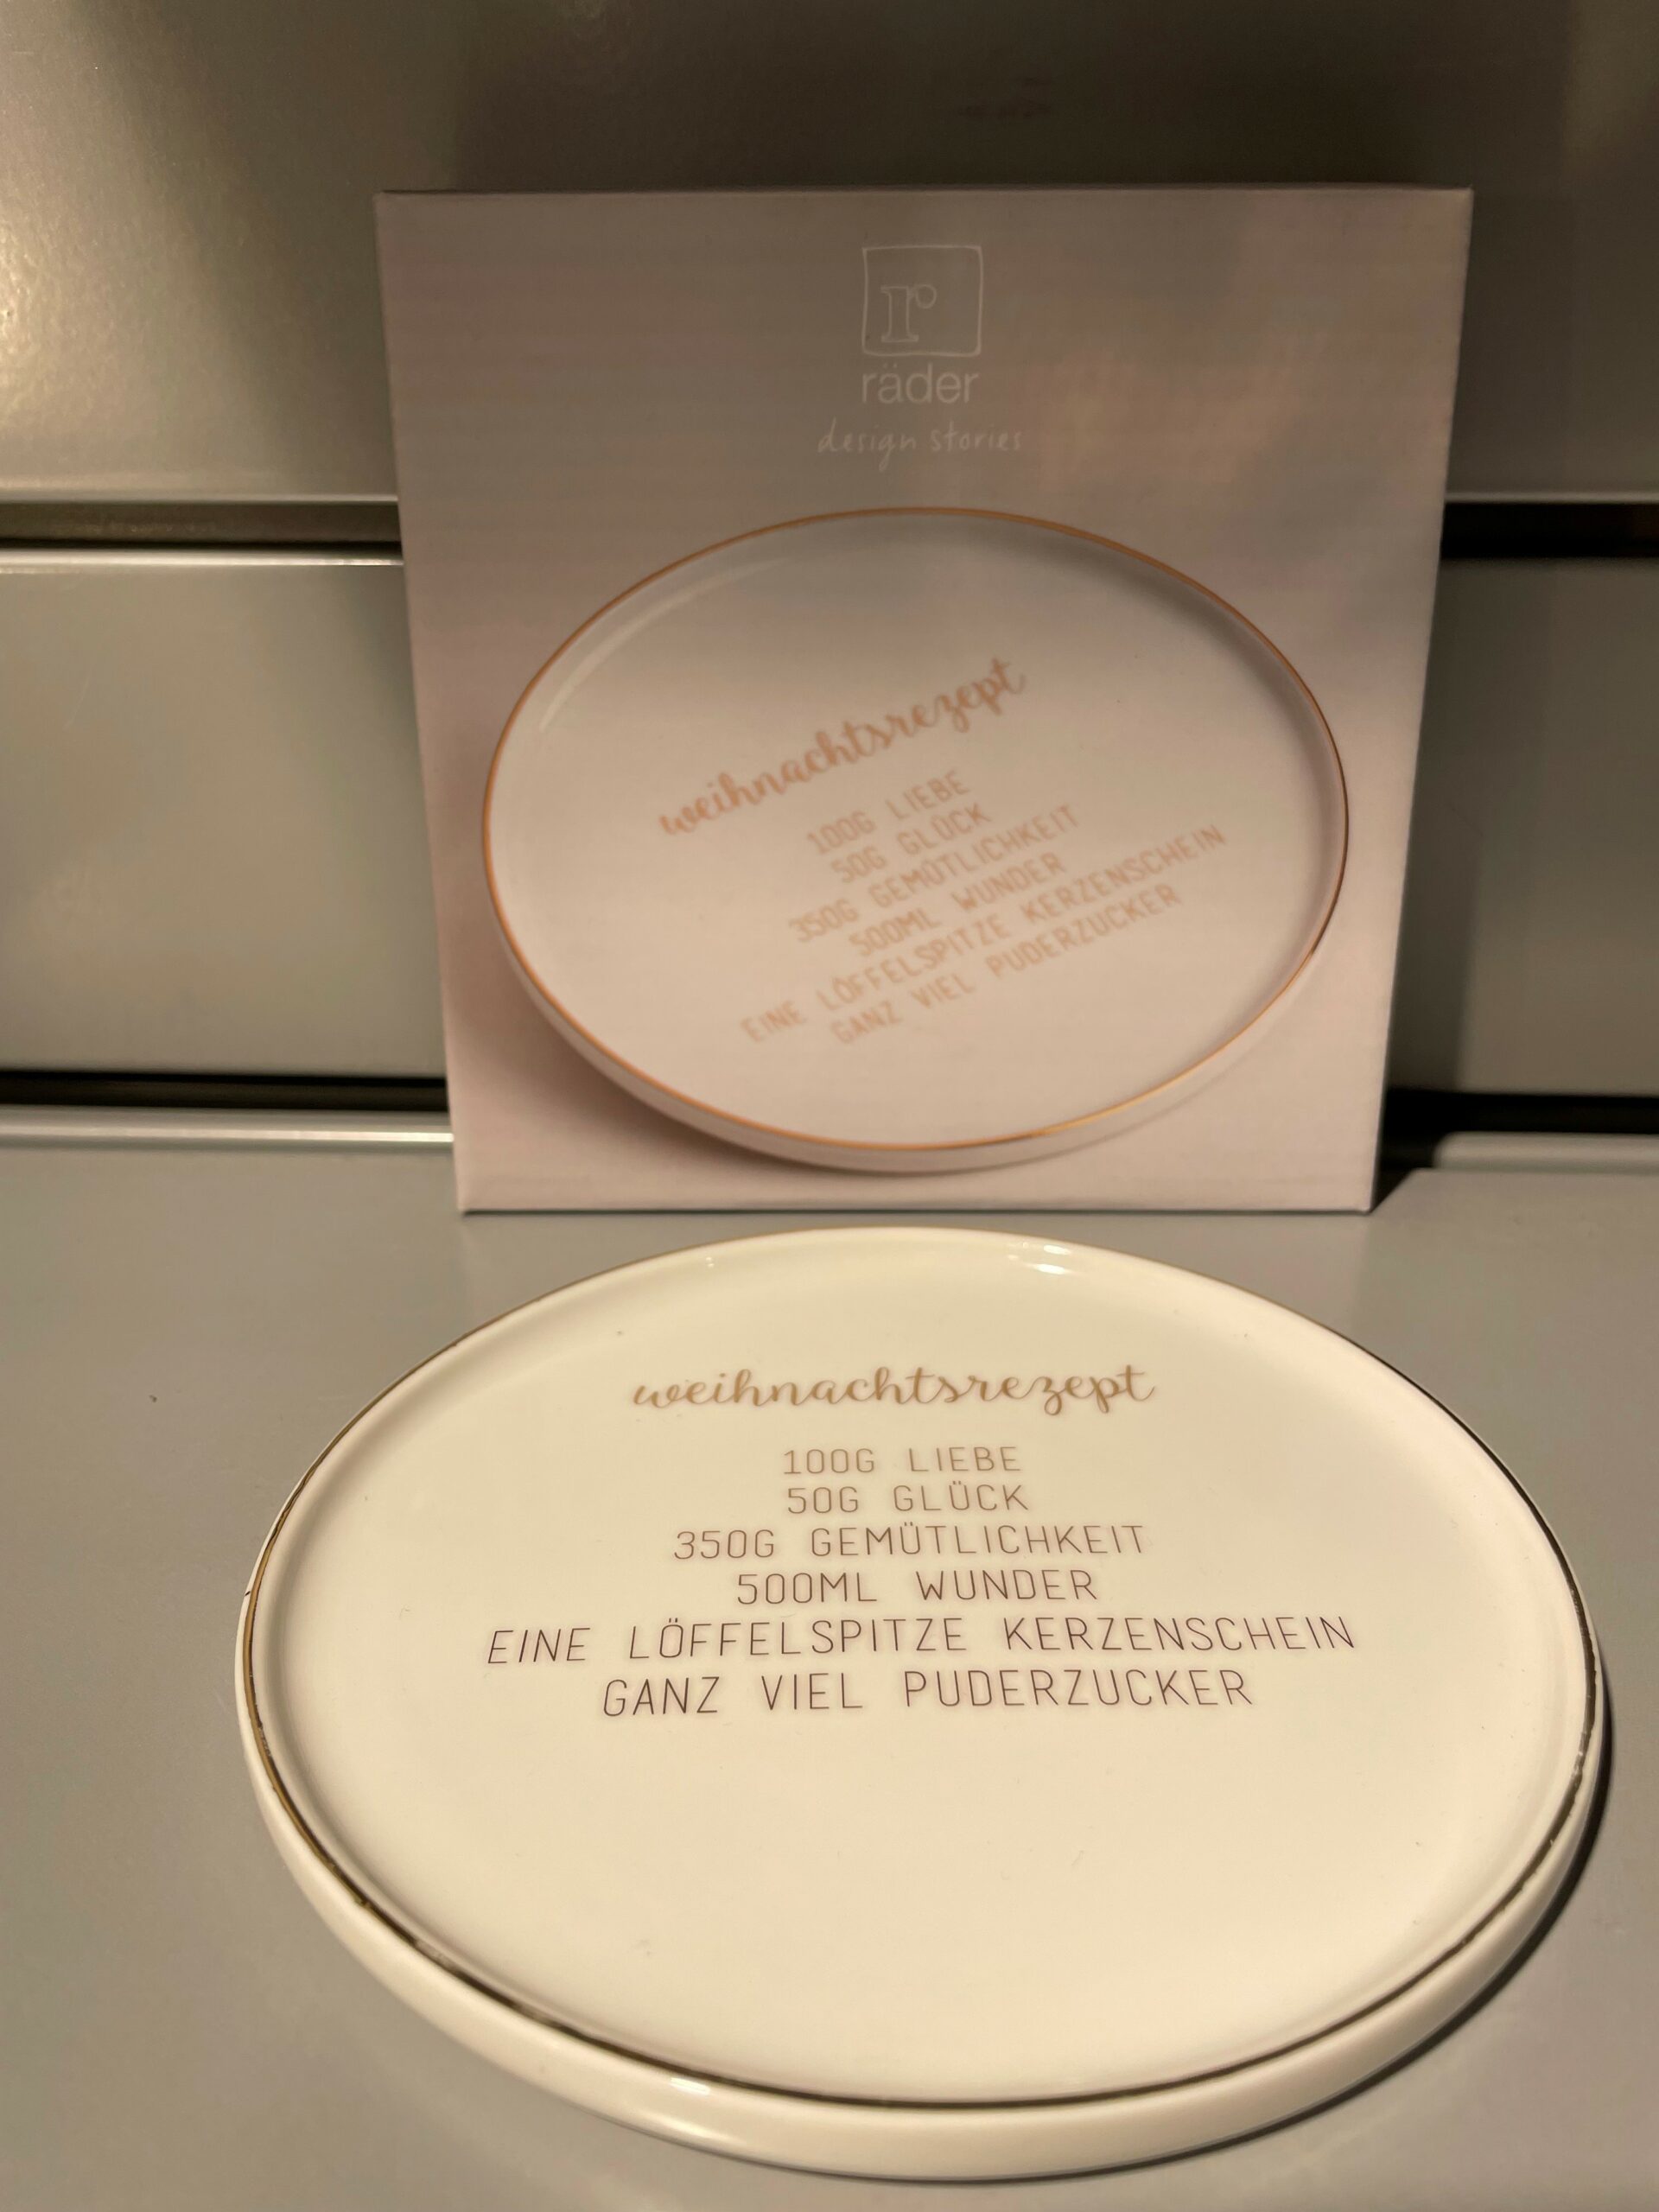 r
räder
design stories
weihnachtsrezept
100G LIEBE
50G GLÜCK
350G GEMÜTLICHKEIT
500ML WUNDER
EINE LÖFFELSPITZE KERZENSCHEIN
GANZ VIEL PUDERZUCKER
weihnachtsrezept
100G LIEBE
50G GLÜCK
350G GEMÜTLICHKEIT
500ML WUNDER
EINE LÖFFELSPITZE KERZENSCHEIN
GANZ VIEL PUDERZUCKER